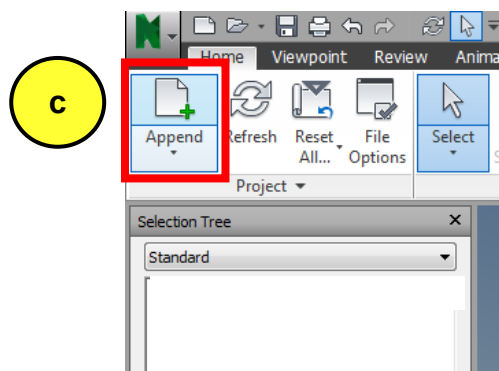 Home Viewpoint Review Anima
c
Append Refresh Reset All... File Options Select
Project
Selection Tree
Standard